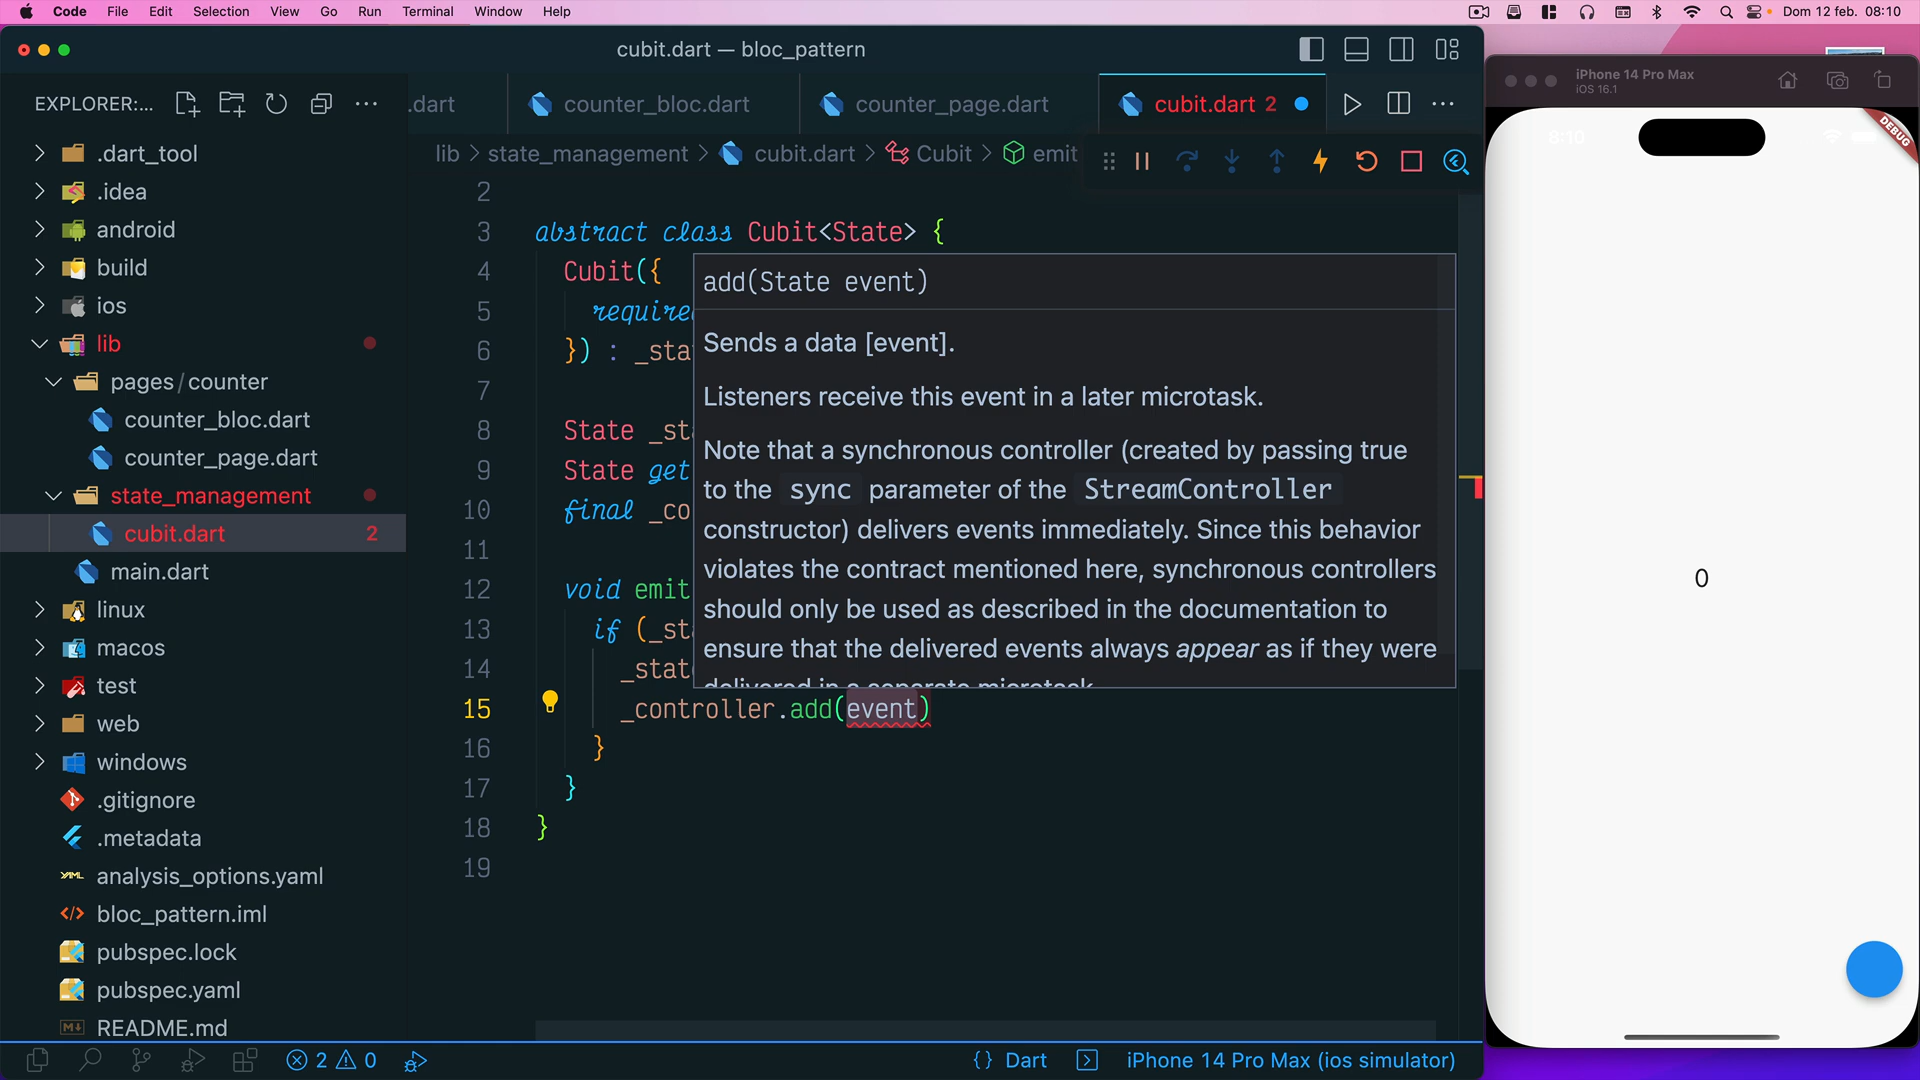 Code File Edit Selection View Go Run Terminal Window Help
Dom 12 feb. 08:10
cubit.dart — bloc_pattern
EXPLORER:...
.dart
counter_bloc.dart
counter_page.dart
cubit.dart 2
lib > state_management > cubit.dart > Cubit > emit
.dart_tool
.idea
android
build
ios
lib
pages/counter
counter_bloc.dart
counter_page.dart
state_management
cubit.dart 2
main.dart
linux
macos
test
web
windows
.gitignore
.metadata
analysis_options.yaml
bloc_pattern.iml
pubspec.lock
pubspec.yaml
README.md
2
3 abstract class Cubit<State> {
4 Cubit({
5 require
6 }) : _sta
7
8 State _sta
9 State get
10 final _co
11
12 void emit
13 if (_sta
14 _stat
15 _controller.add(event)
16 }
17 }
18 }
19
add(State event)
Sends a data [event].
Listeners receive this event in a later microtask.
Note that a synchronous controller (created by passing true
to the sync parameter of the StreamController
constructor) delivers events immediately. Since this behavior
violates the contract mentioned here, synchronous controllers
should only be used as described in the documentation to
ensure that the delivered events always appear as if they were
delivered in a separate microtask.
2 0
{} Dart
iPhone 14 Pro Max (ios simulator)
iPhone 14 Pro Max
iOS 16.1
8:10
DEBUG
0